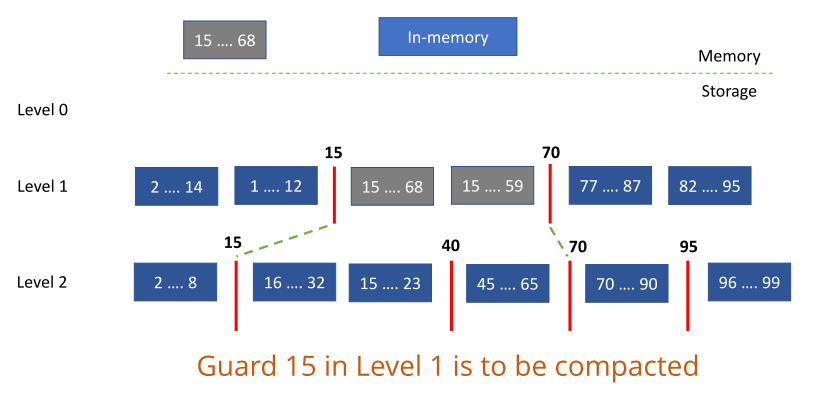 15 …. 68
In-memory
Memory
Storage
Level 0
15 70
Level 1 2 …. 14 1 …. 12 15 …. 68 15 …. 59 77 …. 87 82 …. 95
15 40 70 95
Level 2 2 …. 8 16 …. 32 15 …. 23 45 …. 65 70 …. 90 96 …. 99
Guard 15 in Level 1 is to be compacted